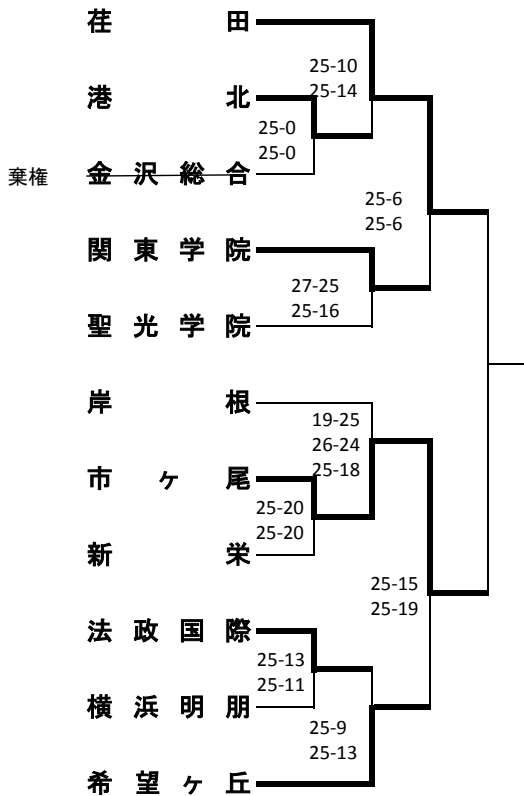 荏田
25-10
25-14
港北
25-0
25-0
棄権 金沢総合
25-6
25-6
関東学院
27-25
25-16
聖光学院
岸根
19-25
26-24
25-18
市ヶ尾
25-20
25-20
新栄
25-15
25-19
法政国際
25-13
25-11
横浜明朋
25-9
25-13
希望ヶ丘